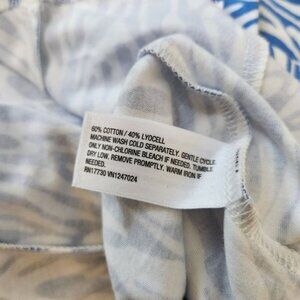 60% COTTON / 40% LYOCELL
MACHINE WASH COLD SEPARATELY. GENTLE CYCLE.
ONLY NON-CHLORINE BLEACH IF NEEDED. TUMBLE
DRY LOW. REMOVE PROMPTLY. WARM IRON IF
NEEDED.
RN17730 VN1247024